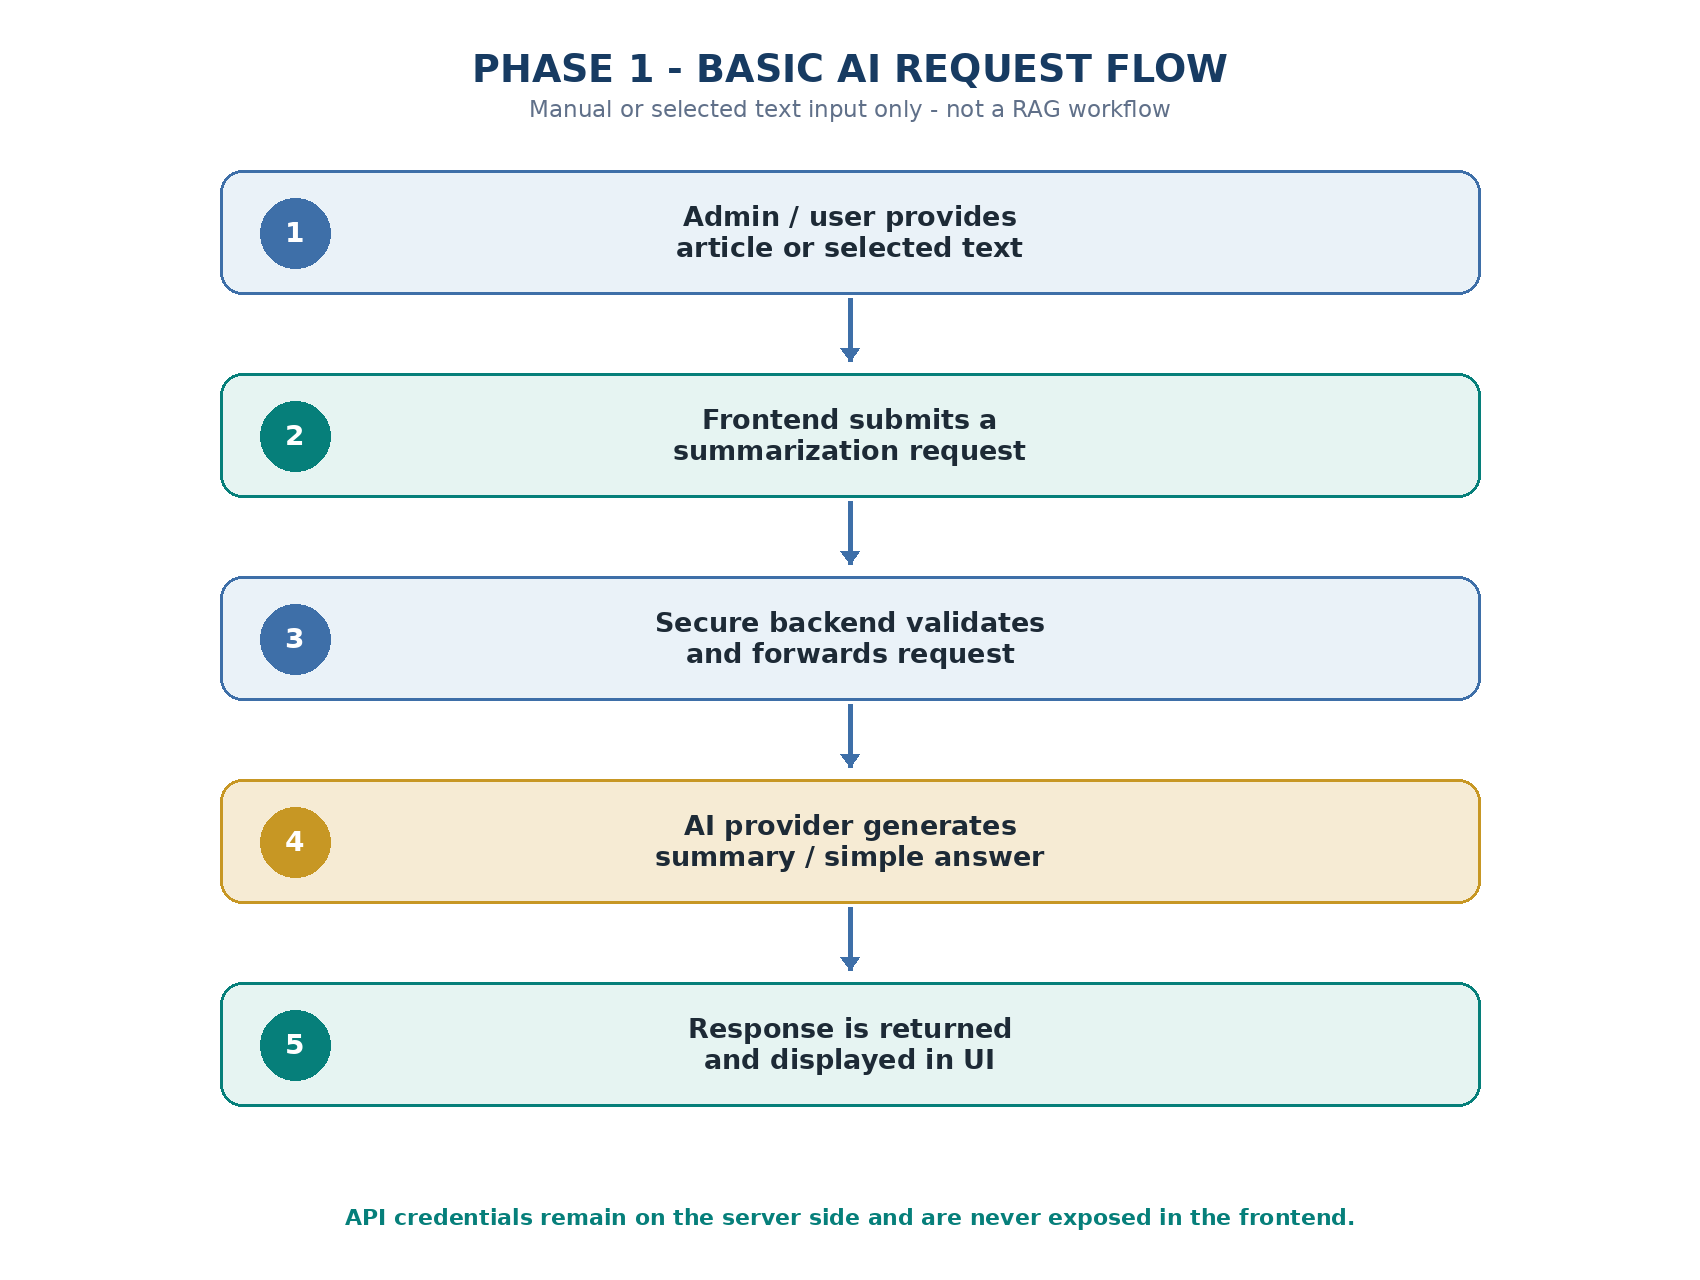 PHASE 1 - BASIC AI REQUEST FLOW
Manual or selected text input only - not a RAG workflow
1
Admin / user provides
article or selected text
2
Frontend submits a
summarization request
3
Secure backend validates
and forwards request
4
AI provider generates
summary / simple answer
5
Response is returned
and displayed in UI
API credentials remain on the server side and are never exposed in the frontend.